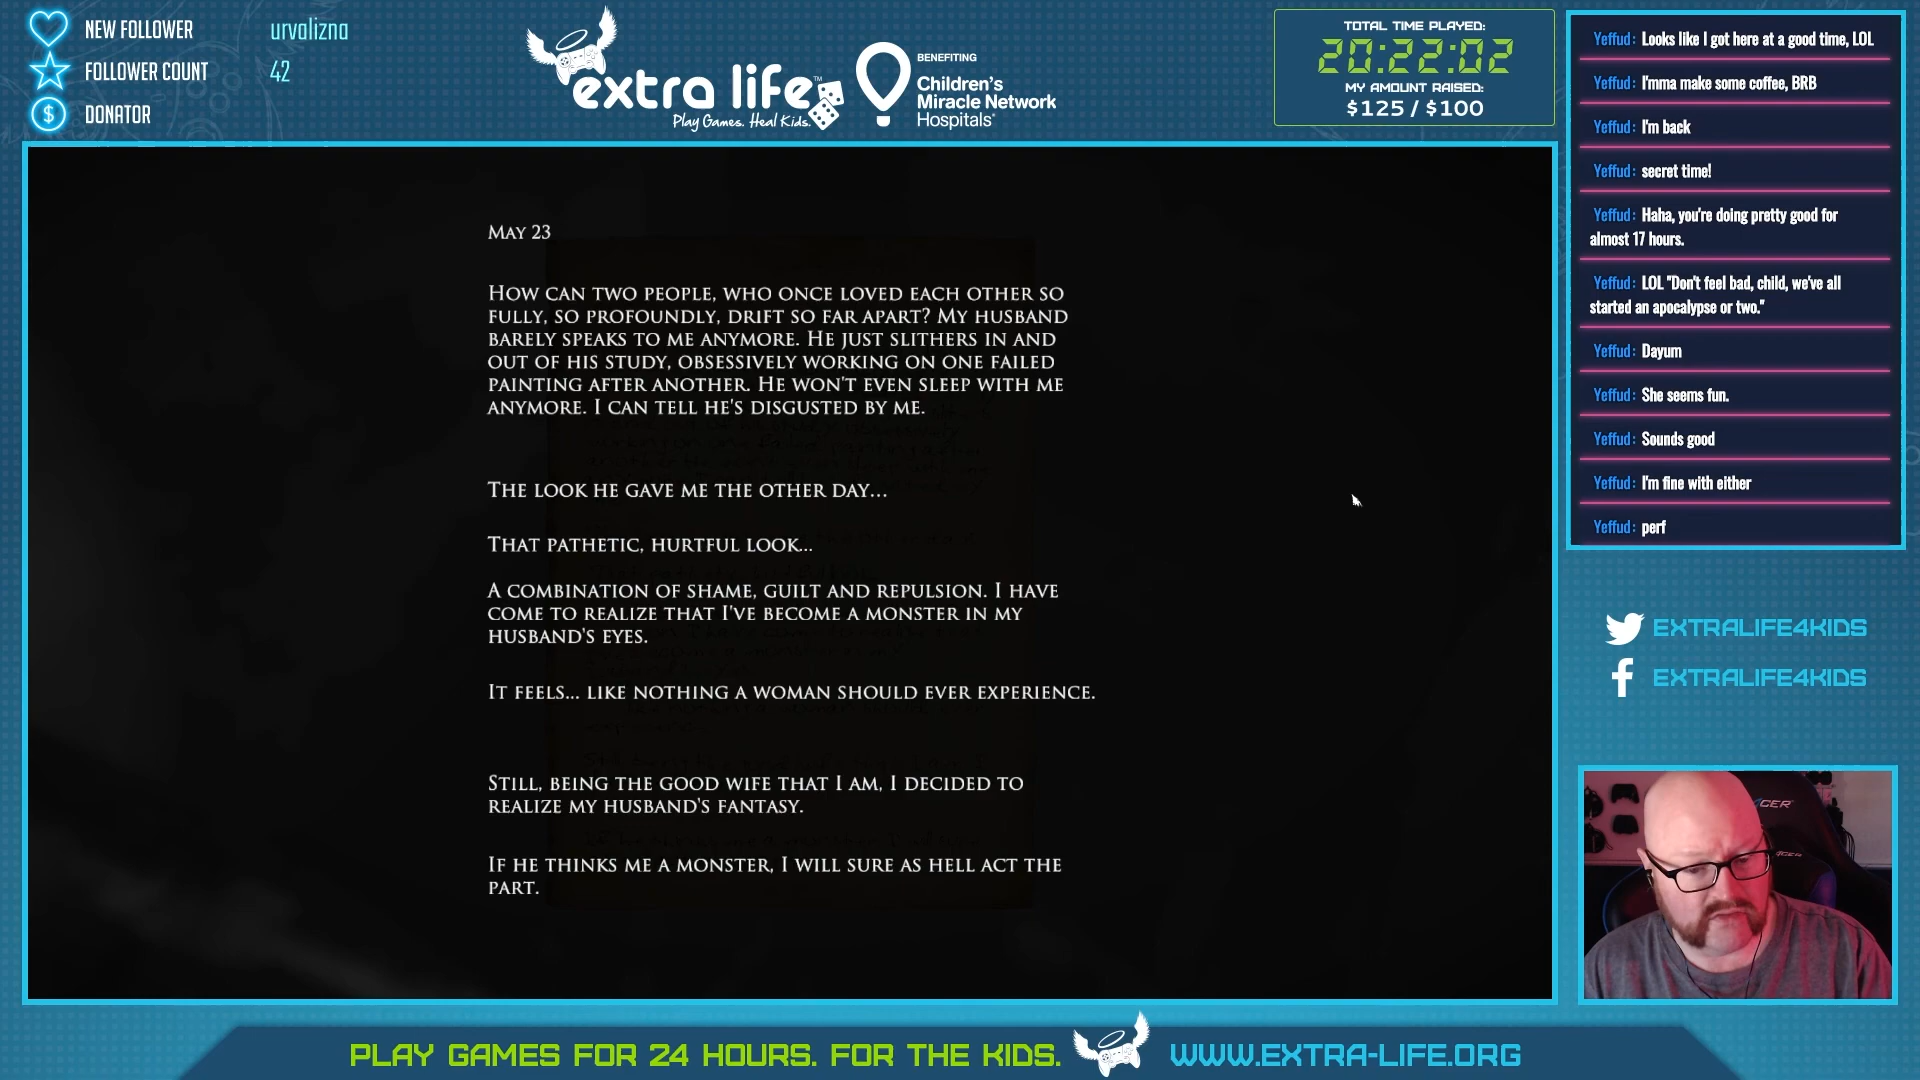 NEW FOLLOWER urvalizna
FOLLOWER COUNT 42
DONATOR
extra life™
Play Games. Heal Kids.
BENEFITING
Children's
Miracle Network
Hospitals
TOTAL TIME PLAYED:
20:22:02
MY AMOUNT RAISED:
$125 / $100
MAY 23
HOW CAN TWO PEOPLE, WHO ONCE LOVED EACH OTHER SO
FULLY, SO PROFOUNDLY, DRIFT SO FAR APART? MY HUSBAND
BARELY SPEAKS TO ME ANYMORE. HE JUST SLITHERS IN AND
OUT OF HIS STUDY, OBSESSIVELY WORKING ON ONE FAILED
PAINTING AFTER ANOTHER. HE WON'T EVEN SLEEP WITH ME
ANYMORE. I CAN TELL HE'S DISGUSTED BY ME.
THE LOOK HE GAVE ME THE OTHER DAY...
THAT PATHETIC, HURTFUL LOOK...
A COMBINATION OF SHAME, GUILT AND REPULSION. I HAVE
COME TO REALIZE THAT I'VE BECOME A MONSTER IN MY
HUSBAND'S EYES.
IT FEELS... LIKE NOTHING A WOMAN SHOULD EVER EXPERIENCE.
STILL, BEING THE GOOD WIFE THAT I AM, I DECIDED TO
REALIZE MY HUSBAND'S FANTASY.
IF HE THINKS ME A MONSTER, I WILL SURE AS HELL ACT THE
PART.
Yeffud: Looks like I got here at a good time, LOL
Yeffud: I'mma make some coffee, BRB
Yeffud: I'm back
Yeffud: secret time!
Yeffud: Haha, you're doing pretty good for
almost 17 hours.
Yeffud: LOL "Don't feel bad, child, we've all
started an apocalypse or two."
Yeffud: Dayum
Yeffud: She seems fun.
Yeffud: Sounds good
Yeffud: I'm fine with either
Yeffud: perf
EXTRALIFE4KIDS
EXTRALIFE4KIDS
PLAY GAMES FOR 24 HOURS. FOR THE KIDS. WWW.EXTRA-LIFE.ORG